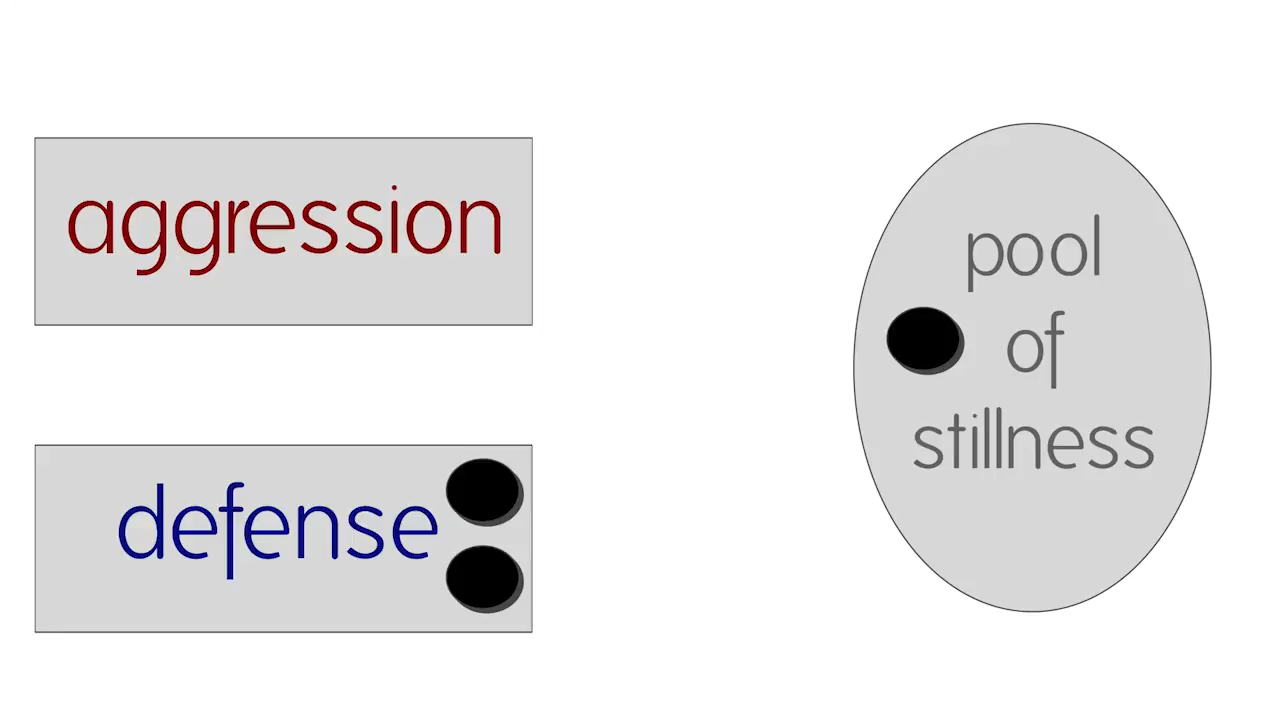 aggression
defense
pool
of
stillness